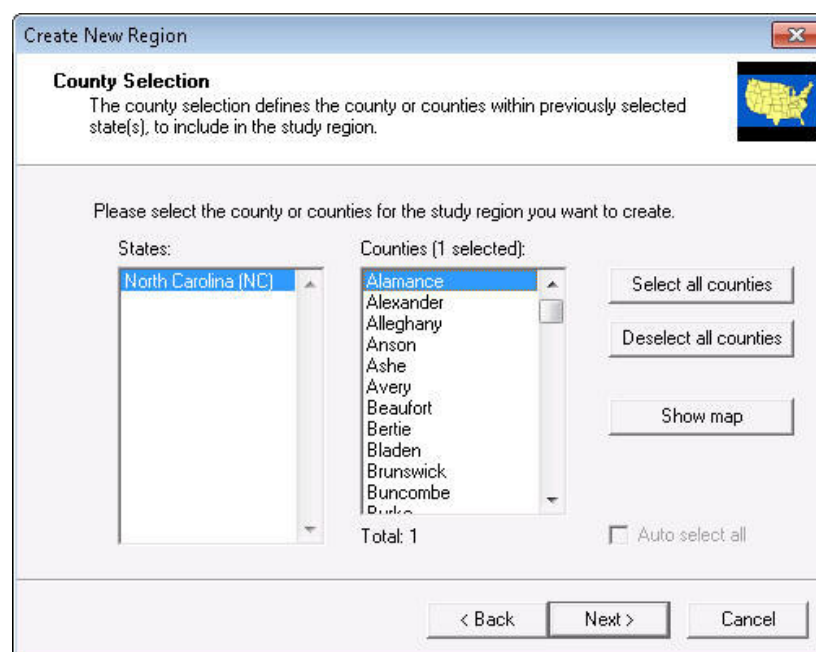 Create New Region
County Selection
The county selection defines the county or counties within previously selected
state(s), to include in the study region.
Please select the county or counties for the study region you want to create.
States:
Counties (1 selected):
North Carolina (NC)
Alamance
Alexander
Alleghany
Anson
Ashe
Avery
Beaufort
Bertie
Bladen
Brunswick
Buncombe
Burke
Total: 1
Select all counties
Deselect all counties
Show map
Auto select all
< Back
Next >
Cancel